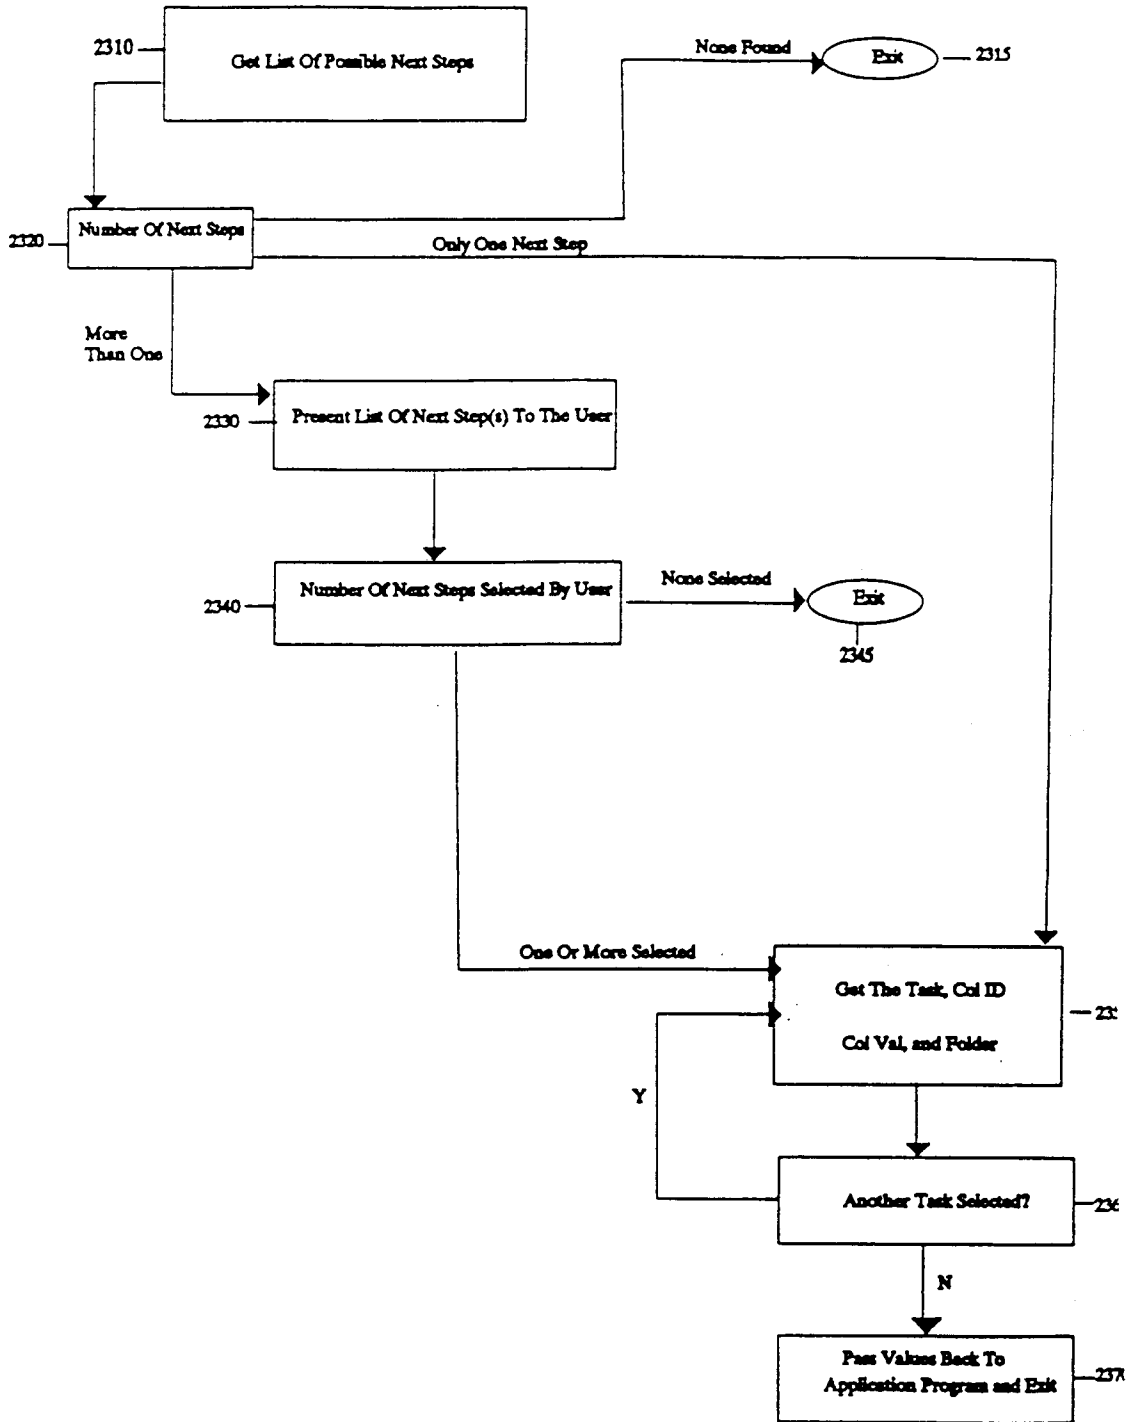 2310
Get List Of Possible Next Steps
None Found
Exit
2315
2320
Number Of Next Steps
Only One Next Step
More
Than One
2330
Present List Of Next Step(s) To The User
2340
Number Of Next Steps Selected By User
None Selected
Exit
2345
One Or More Selected
Get The Task, Col ID
Col Val, and Folder
Y
Another Task Selected?
N
Pass Values Back To
Application Program and Exit